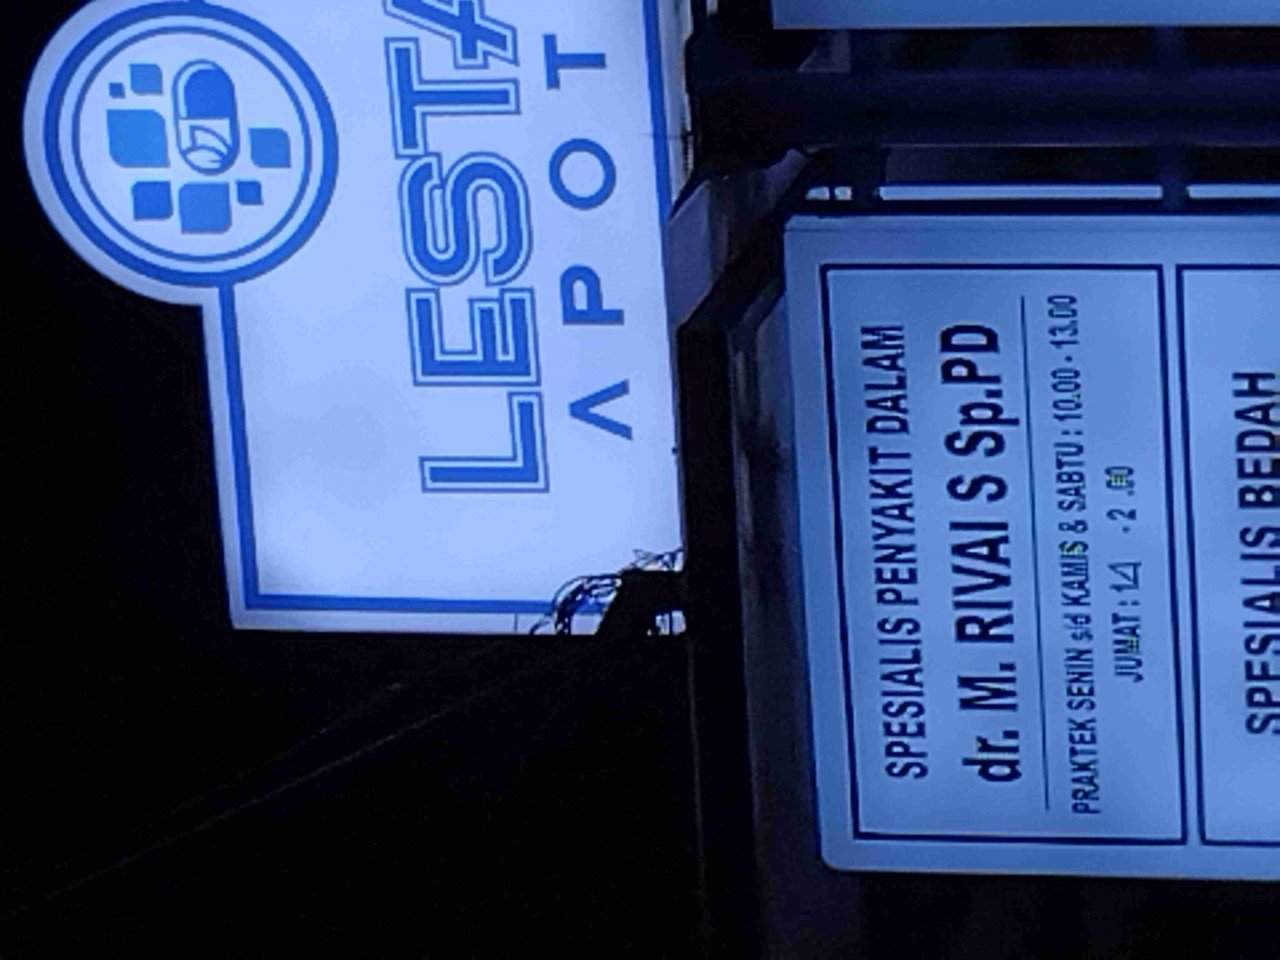 LESTA
APOT
SPESIALIS PENYAKIT DALAM
dr. M. RIVAI S Sp.PD
PRAKTEK SENIN s/d KAMIS & SABTU : 10.00 - 13.00
JUMAT :
SPESIALIS BEDAH